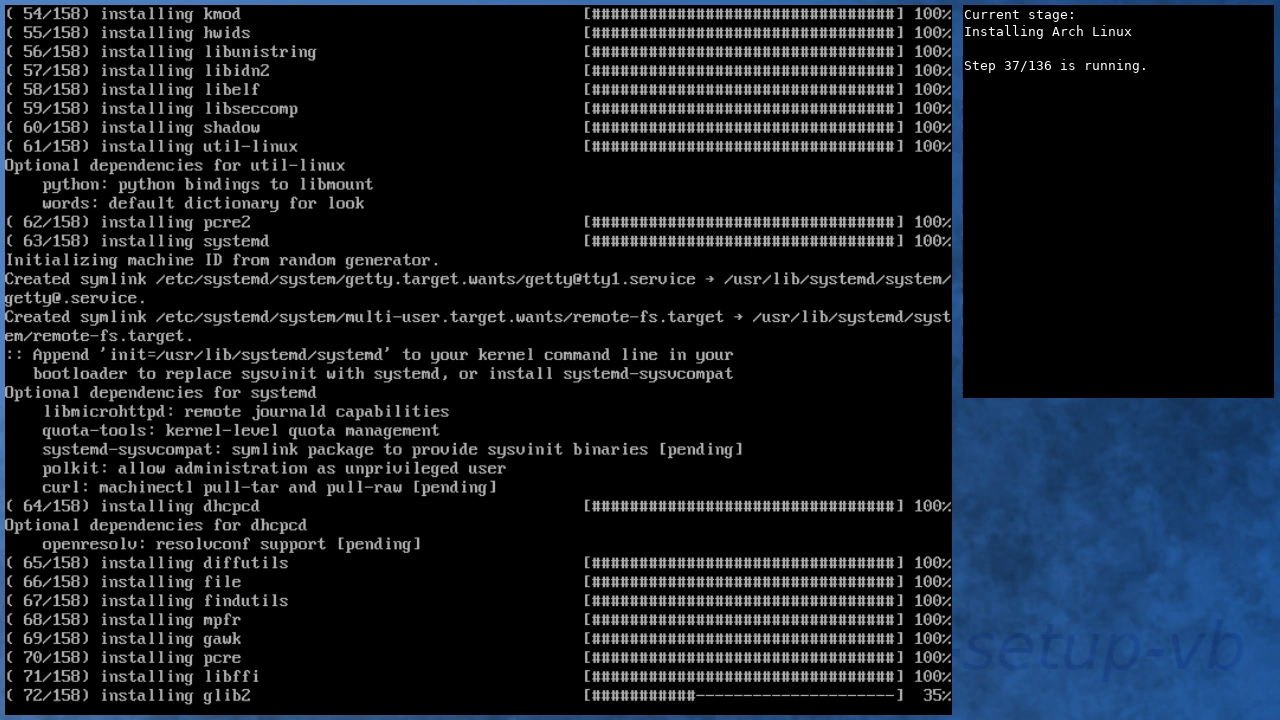 ( 54/158) installing kmod [################################] 100%
( 55/158) installing hwids [################################] 100%
( 56/158) installing libunistring [################################] 100%
( 57/158) installing libidn2 [################################] 100%
( 58/158) installing libelf [################################] 100%
( 59/158) installing libseccomp [################################] 100%
( 60/158) installing shadow [################################] 100%
( 61/158) installing util-linux [################################] 100%
Optional dependencies for util-linux
    python: python bindings to libmount
    words: default dictionary for look
( 62/158) installing pcre2 [################################] 100%
( 63/158) installing systemd [################################] 100%
Initializing machine ID from random generator.
Created symlink /etc/systemd/system/getty.target.wants/getty@tty1.service → /usr/lib/systemd/system/
getty@.service.
Created symlink /etc/systemd/system/multi-user.target.wants/remote-fs.target → /usr/lib/systemd/syst
em/remote-fs.target.
:: Append 'init=/usr/lib/systemd/systemd' to your kernel command line in your
   bootloader to replace sysvinit with systemd, or install systemd-sysvcompat
Optional dependencies for systemd
    libmicrohttpd: remote journald capabilities
    quota-tools: kernel-level quota management
    systemd-sysvcompat: symlink package to provide sysvinit binaries [pending]
    polkit: allow administration as unprivileged user
    curl: machinectl pull-tar and pull-raw [pending]
( 64/158) installing dhcpcd [################################] 100%
Optional dependencies for dhcpcd
    openresolv: resolvconf support [pending]
( 65/158) installing diffutils [################################] 100%
( 66/158) installing file [################################] 100%
( 67/158) installing findutils [################################] 100%
( 68/158) installing mpfr [################################] 100%
( 69/158) installing gawk [################################] 100%
( 70/158) installing pcre [################################] 100%
( 71/158) installing libffi [################################] 100%
( 72/158) installing glib2 [###########---------------------] 35%
Current stage:
Installing Arch Linux
Step 37/136 is running.
setup-vb